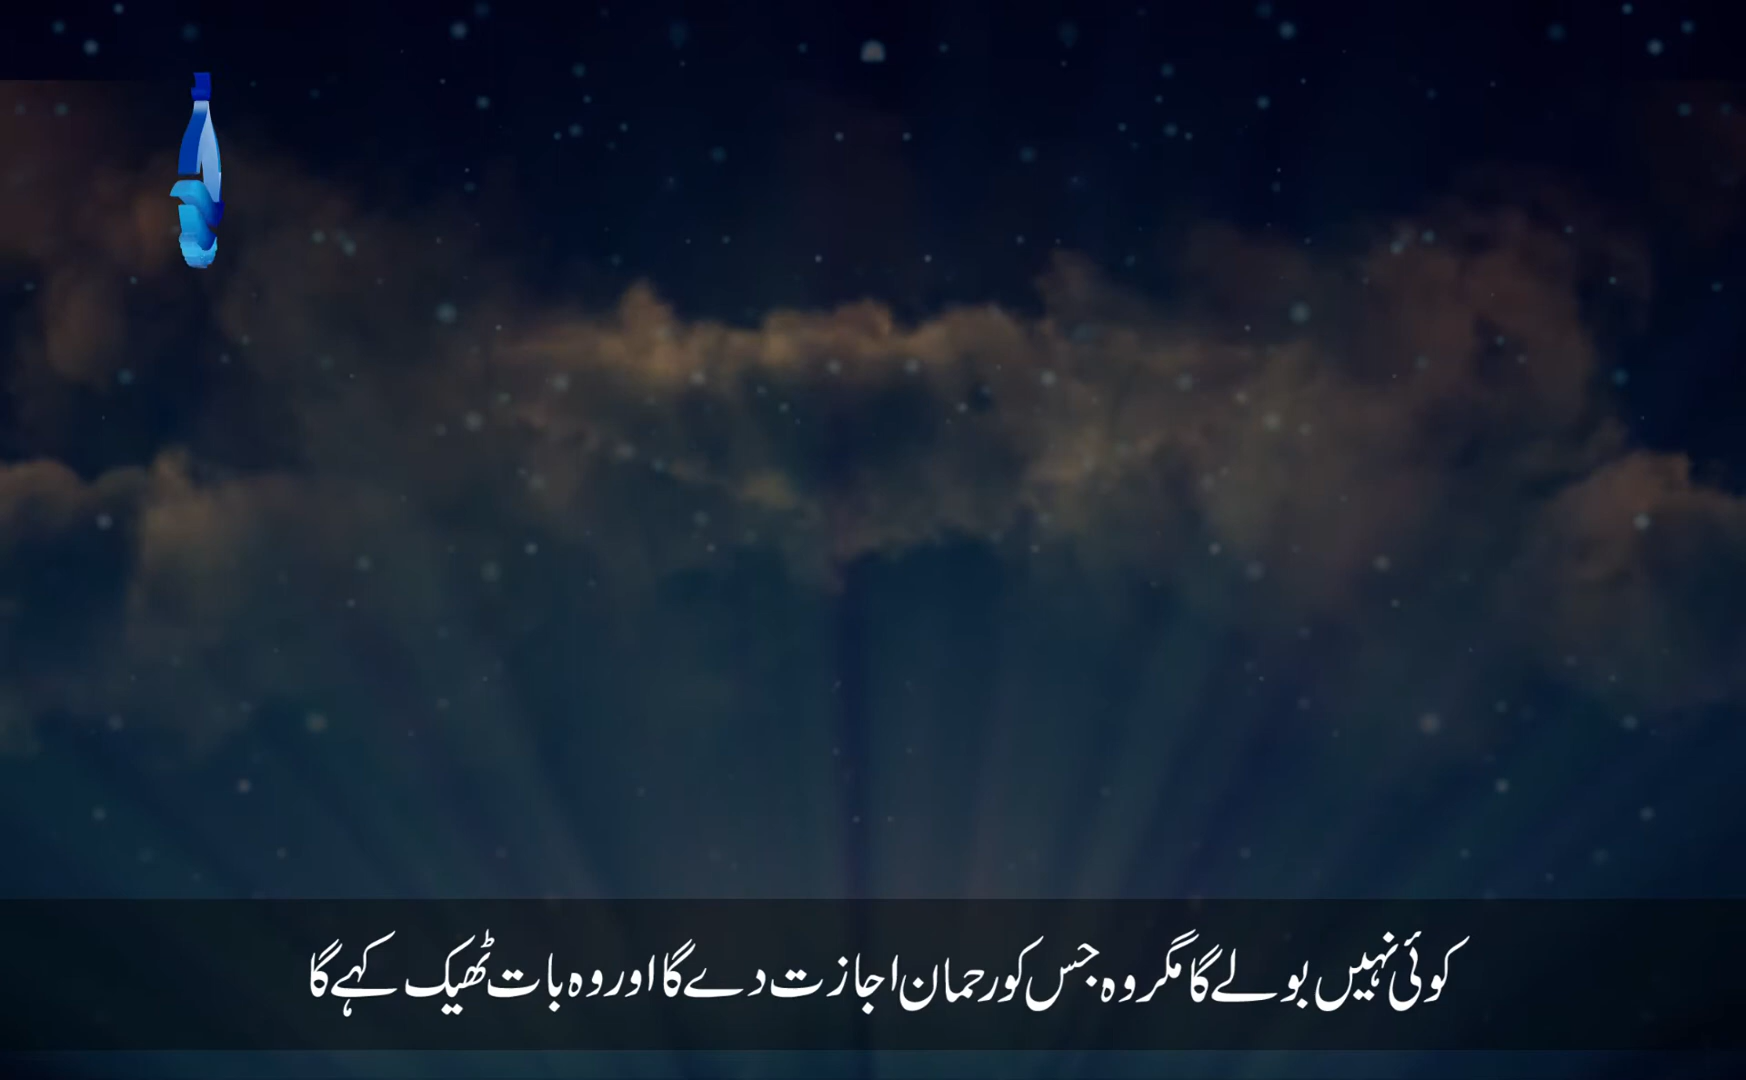 کوئی نہیں بولے گا مگر وہ جس کو رحمان اجازت دے گا اور وہ بات ٹھیک کہے گا